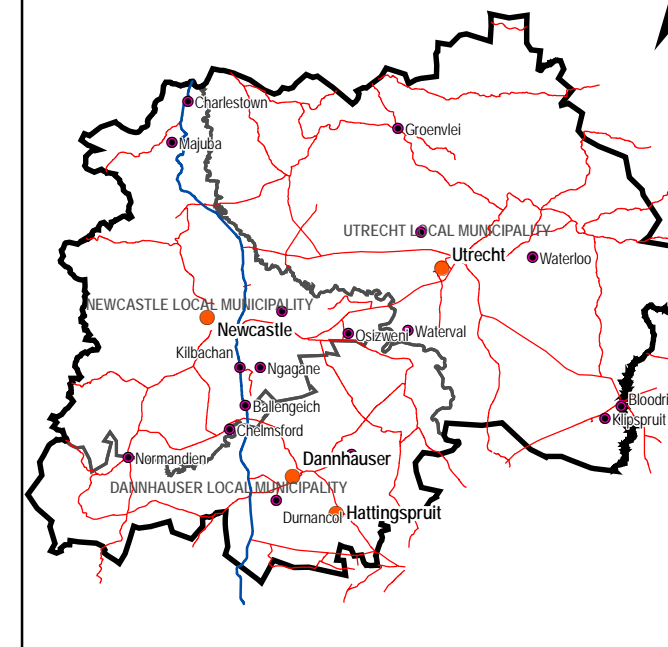 Charlestown
Groenvlei
Majuba
UTRECHT LOCAL MUNICIPALITY
Utrecht
Waterloo
NEWCASTLE LOCAL MUNICIPALITY
Newcastle
Osizweni
Waterval
Kilbachan
Ngagane
Ballengeich
Bloodri
Klipspruit
Chelmsford
Normandien
Dannhauser
DANNHAUSER LOCAL MUNICIPALITY
Durnancol
Hattingspruit